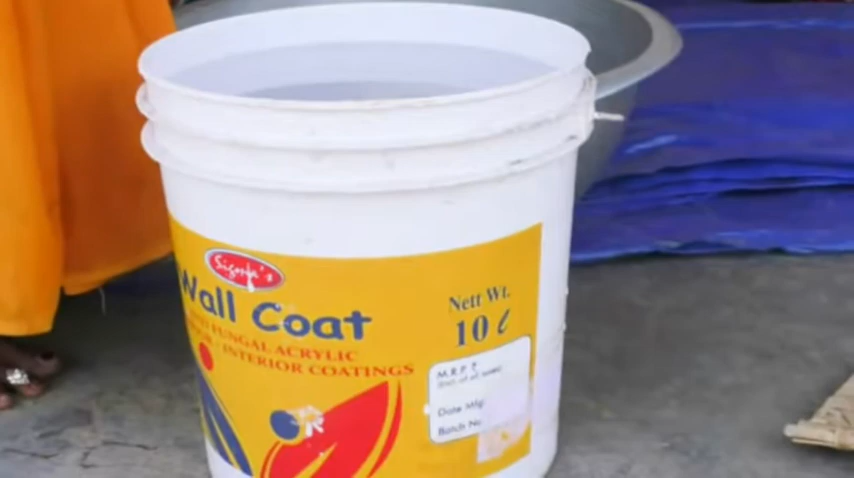 Wall Coat
FUNGAL ACRYLIC
INTERIOR COATINGS
Nett Wt.
10 ℓ
M.R.P. ₹
Date Mfg
Batch No